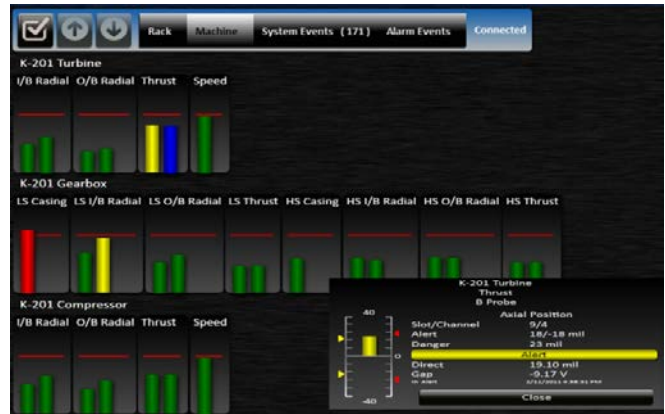 Rack Machine System Events (171) Alarm Events Connected
K-201 Turbine
I/B Radial O/B Radial Thrust Speed
K-201 Gearbox
LS Casing LS I/B Radial LS O/B Radial LS Thrust HS Casing HS I/B Radial HS O/B Radial HS Thrust
K-201 Compressor
I/B Radial O/B Radial Thrust Speed
K-201 Turbine
Thrust
B Probe
Axial Position
40
0
-40
Slot/Channel 9/4
Alert 18/-18 mil
Danger 23 mil
Alert
Direct 19.10 mil
Gap -9.17 V
In Alert
Close